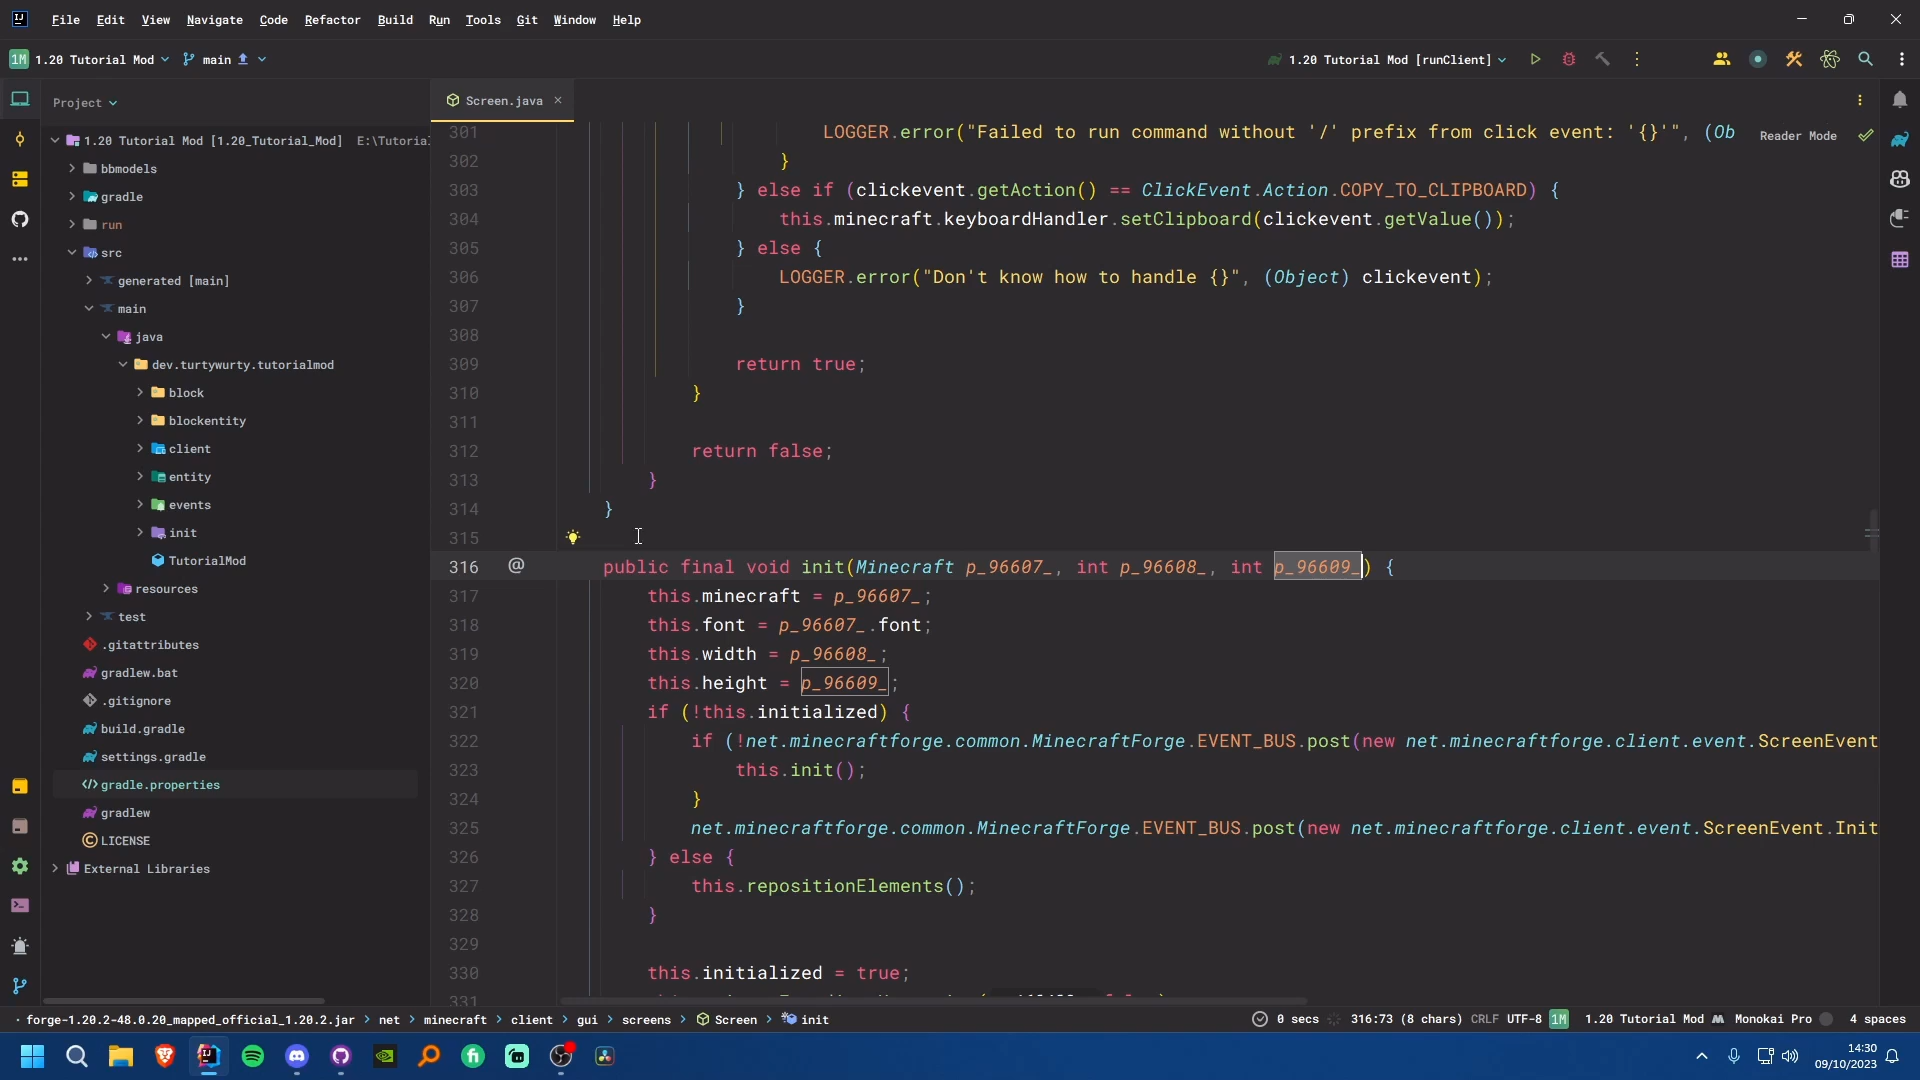 File Edit View Navigate Code Refactor Build Run Tools Git Window Help
1M 1.20 Tutorial Mod main 1.20 Tutorial Mod [runClient]
Project
Screen.java
1.20 Tutorial Mod [1.20_Tutorial_Mod] E:\Tutoria
bbmodels
gradle
run
src
generated [main]
main
java
dev.turtywurty.tutorialmod
block
blockentity
client
entity
events
init
TutorialMod
resources
test
.gitattributes
gradlew.bat
.gitignore
build.gradle
settings.gradle
gradle.properties
gradlew
LICENSE
External Libraries
Reader Mode
301 LOGGER.error("Failed to run command without '/' prefix from click event: '{}'", (Ob
302 }
303 } else if (clickevent.getAction() == ClickEvent.Action.COPY_TO_CLIPBOARD) {
304 this.minecraft.keyboardHandler.setClipboard(clickevent.getValue());
305 } else {
306 LOGGER.error("Don't know how to handle {}", (Object) clickevent);
307 }
308
309 return true;
310 }
311
312 return false;
313 }
314 }
315
316 @ public final void init(Minecraft p_96607_, int p_96608_, int p_96609_) {
317 this.minecraft = p_96607_;
318 this.font = p_96607_.font;
319 this.width = p_96608_;
320 this.height = p_96609_;
321 if (!this.initialized) {
322 if (!net.minecraftforge.common.MinecraftForge.EVENT_BUS.post(new net.minecraftforge.client.event.ScreenEvent
323 this.init();
324 }
325 net.minecraftforge.common.MinecraftForge.EVENT_BUS.post(new net.minecraftforge.client.event.ScreenEvent.Init
326 } else {
327 this.repositionElements();
328 }
329
330 this.initialized = true;
331
forge-1.20.2-48.0.20_mapped_official_1.20.2.jar > net > minecraft > client > gui > screens > Screen > init
0 secs 316:73 (8 chars) CRLF UTF-8 1M 1.20 Tutorial Mod Monokai Pro 4 spaces
14:30
09/10/2023